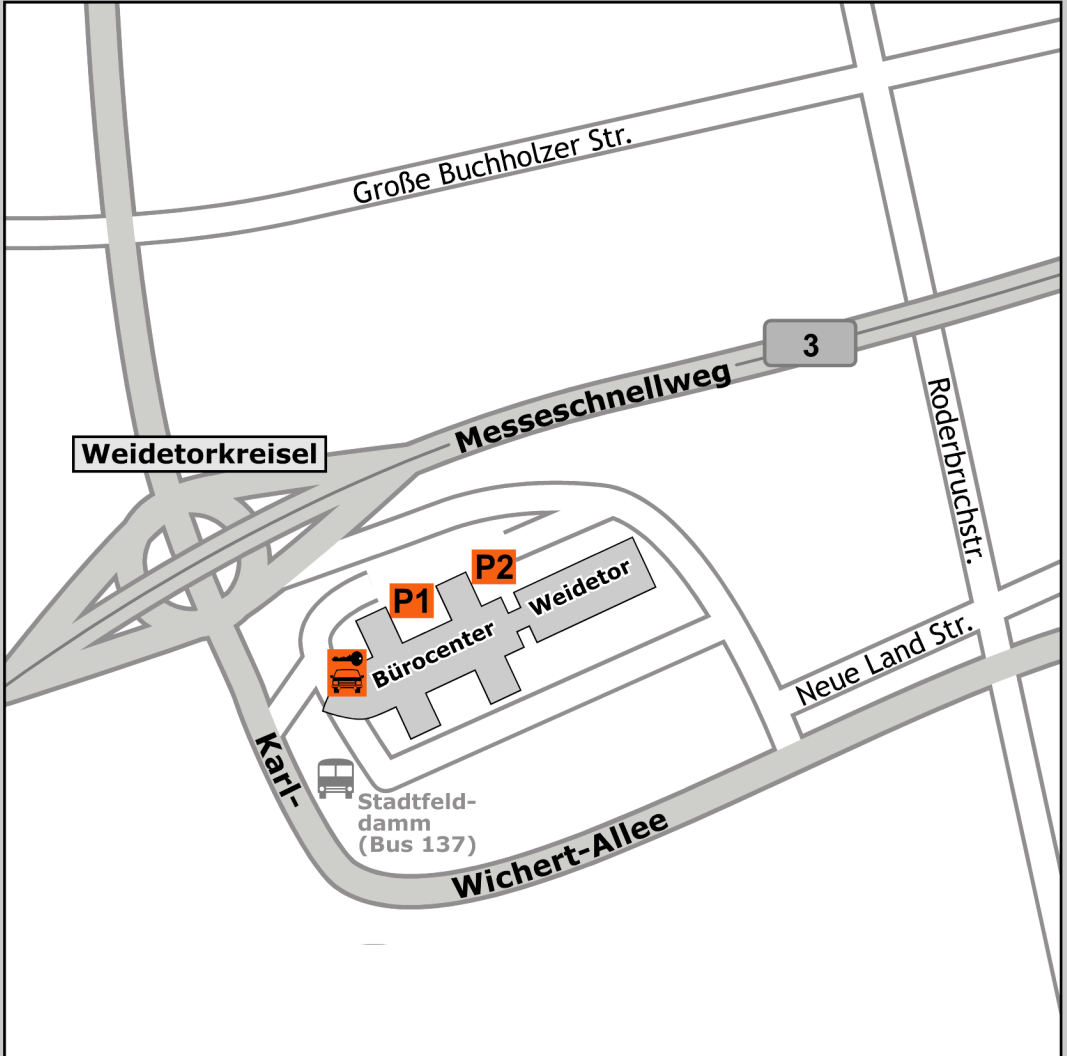 Große Buchholzer Str.
3
Messeschnellweg
Roderbruchstr.
Weidetorkreisel
P2
P1
Weidetor
Bürocenter
Neue Land Str.
Karl-
Stadtfeld-
damm
(Bus 137)
Wichert-Allee